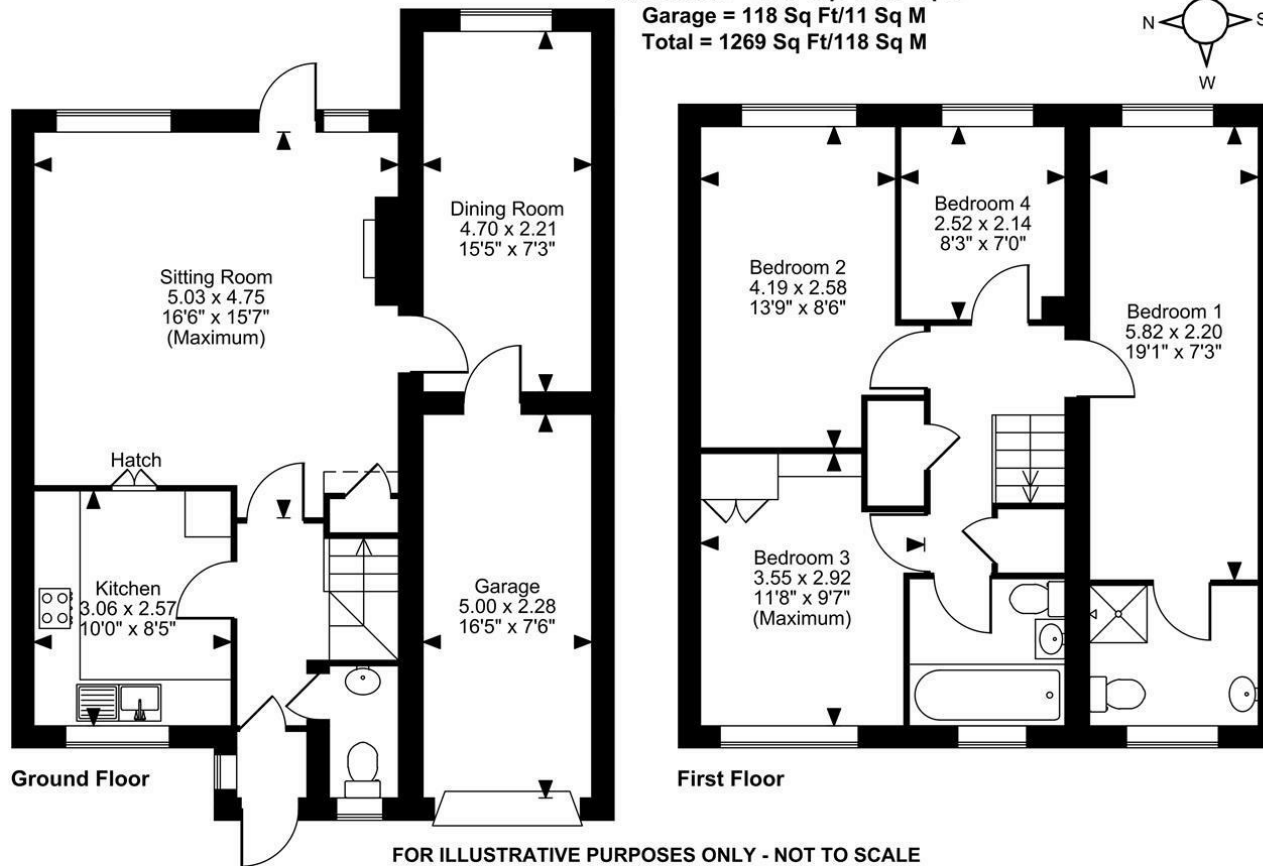 Garage = 118 Sq Ft/11 Sq M
Total = 1269 Sq Ft/118 Sq M
N
S
W
Dining Room
4.70 x 2.21
15'5" x 7'3"
Sitting Room
5.03 x 4.75
16'6" x 15'7"
(Maximum)
Hatch
Kitchen
3.06 x 2.57
10'0" x 8'5"
Garage
5.00 x 2.28
16'5" x 7'6"
Ground Floor
Bedroom 4
2.52 x 2.14
8'3" x 7'0"
Bedroom 2
4.19 x 2.58
13'9" x 8'6"
Bedroom 1
5.82 x 2.20
19'1" x 7'3"
Bedroom 3
3.55 x 2.92
11'8" x 9'7"
(Maximum)
First Floor
FOR ILLUSTRATIVE PURPOSES ONLY - NOT TO SCALE